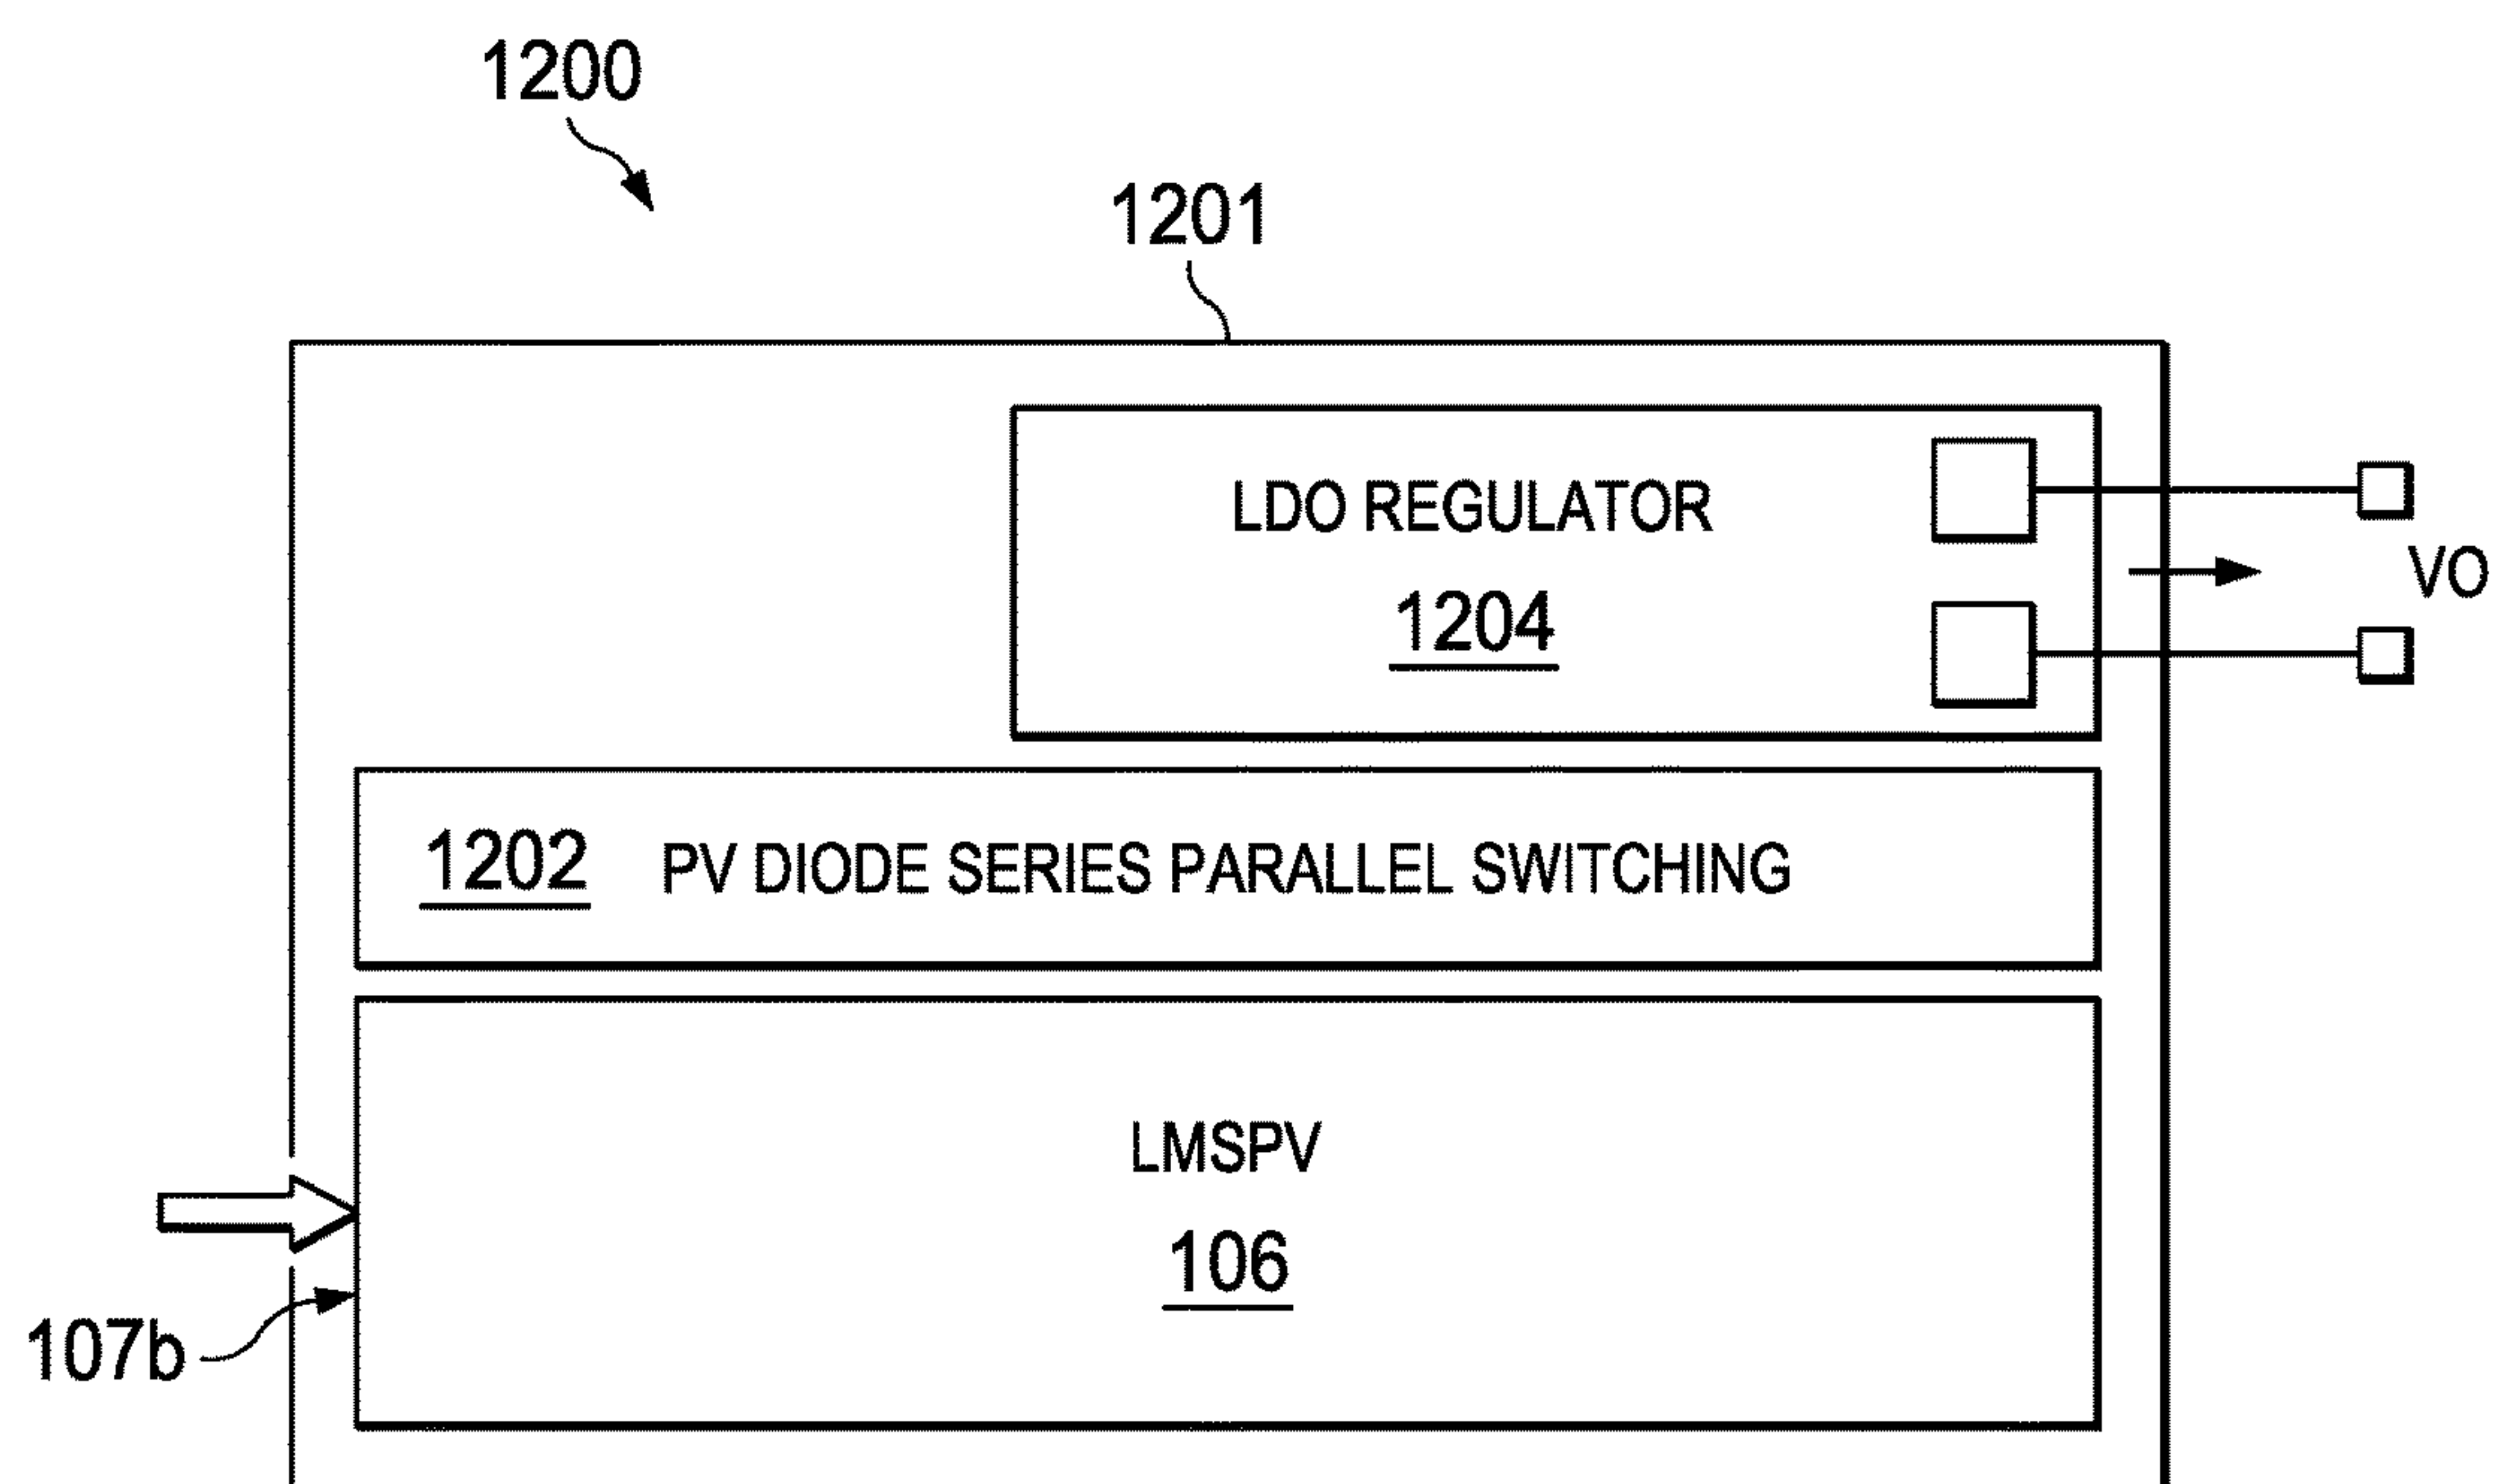 1200
1201
LDO REGULATOR
1204
VO
1202 PV DIODE SERIES PARALLEL SWITCHING
LMSPV
106
107b